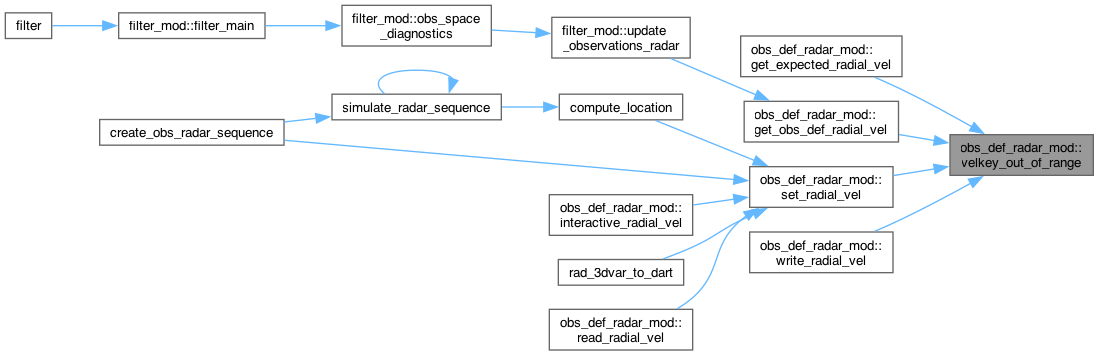 filter
filter_mod::filter_main
filter_mod::obs_space
_diagnostics
filter_mod::update
_observations_radar
obs_def_radar_mod::
get_expected_radial_vel
simulate_radar_sequence
compute_location
obs_def_radar_mod::
get_obs_def_radial_vel
create_obs_radar_sequence
obs_def_radar_mod::
velkey_out_of_range
obs_def_radar_mod::
set_radial_vel
obs_def_radar_mod::
interactive_radial_vel
obs_def_radar_mod::
write_radial_vel
rad_3dvar_to_dart
obs_def_radar_mod::
read_radial_vel